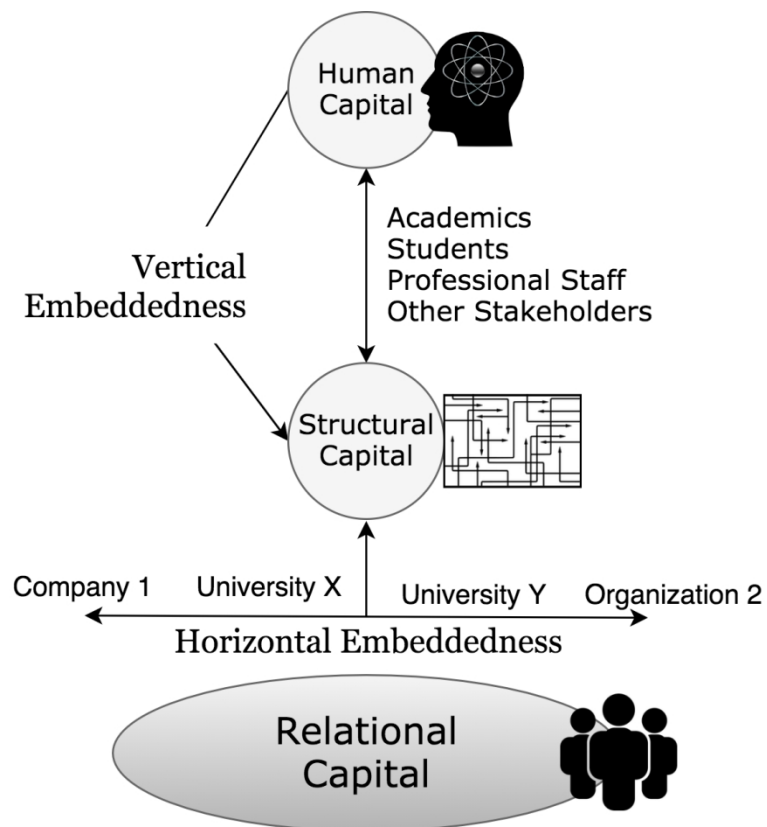 Human
Capital
Academics
Students
Professional Staff
Other Stakeholders
Vertical
Embeddedness
Structural
Capital
Company 1 University X University Y Organization 2
Horizontal Embeddedness
Relational
Capital